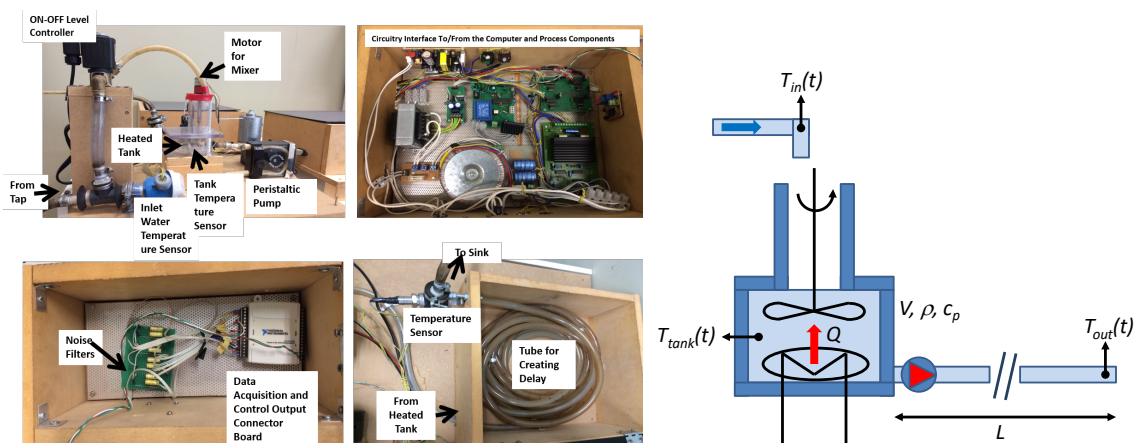 ON-OFF Level
Controller
Motor
for
Mixer
Heated
Tank
From
Tap
Inlet
Water
Temperat
ure Sensor
Tank
Tempera
ture
Sensor
Peristaltic
Pump
Circuitry Interface To/From the Computer and Process Components
Noise
Filters
Data
Acquisition and
Control Output
Connector
Board
To Sink
Temperature
Sensor
Tube for
Creating
Delay
From
Heated
Tank
T_in(t)
V, ρ, c_p
T_tank(t)
Q
T_out(t)
L